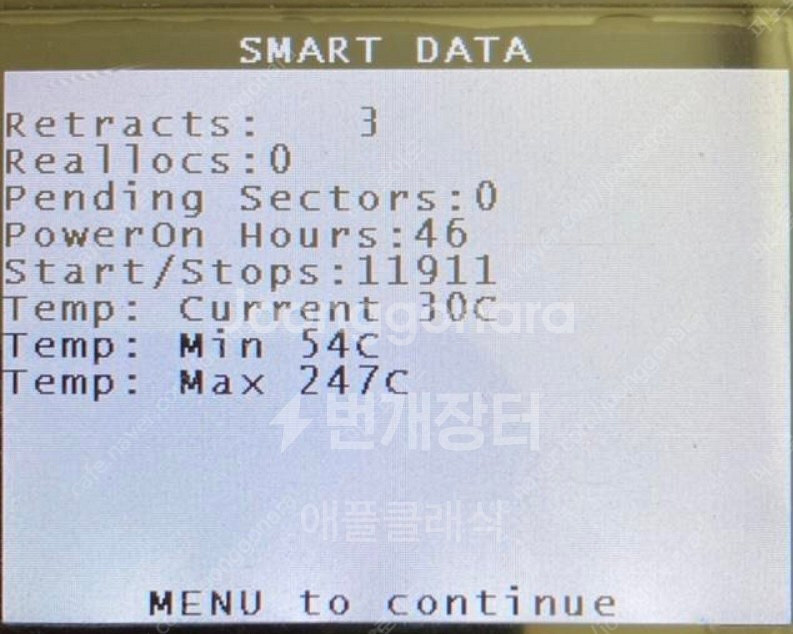 SMART DATA
Retracts: 3
Reallocs:0
Pending Sectors:0
PowerOn Hours:46
Start/Stops:11911
Temp: Current 30C
Joonggonara
Temp: Min 54C
Temp: Max 247C
번개장터
애플클래식
MENU to continue